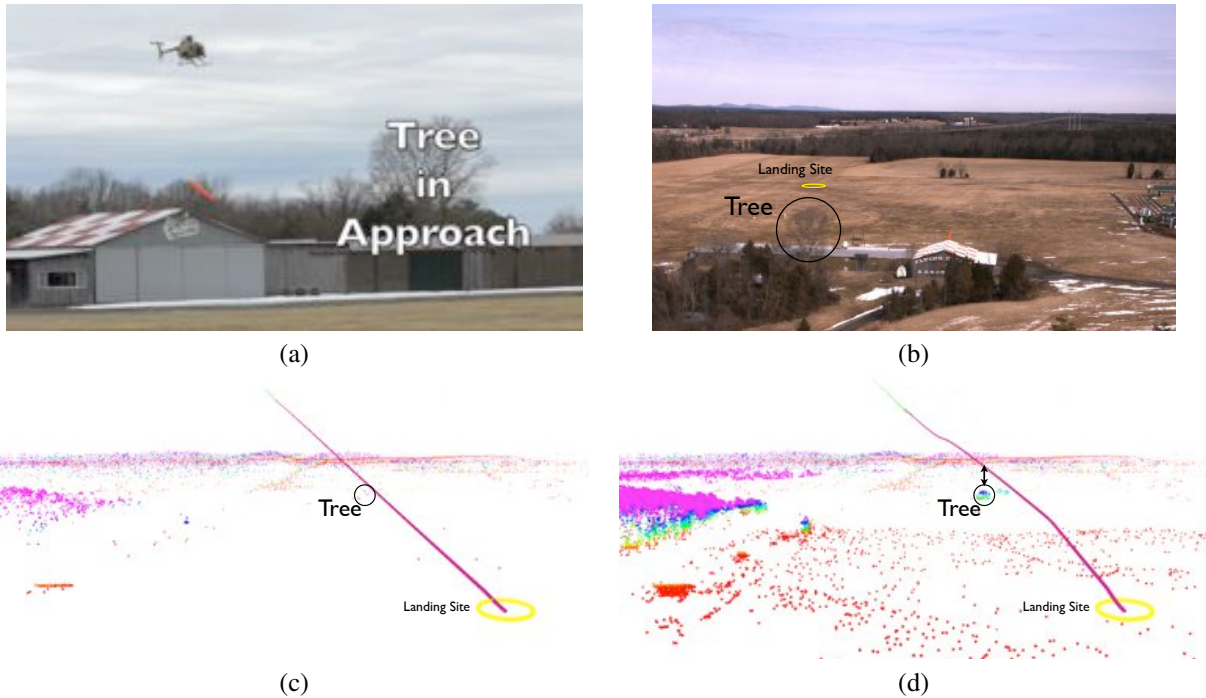 Tree
in
Approach
(a)
Landing Site
Tree
(b)
Tree
Landing Site
(c)
Tree
Landing Site
(d)